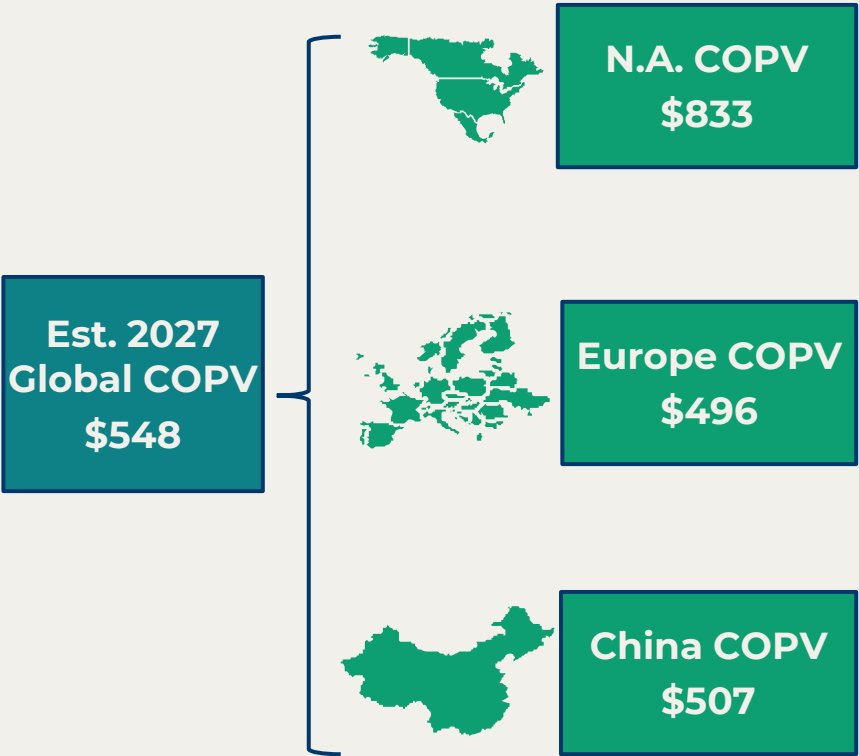 N.A. COPV
$833
Est. 2027
Global COPV
$548
Europe COPV
$496
China COPV
$507